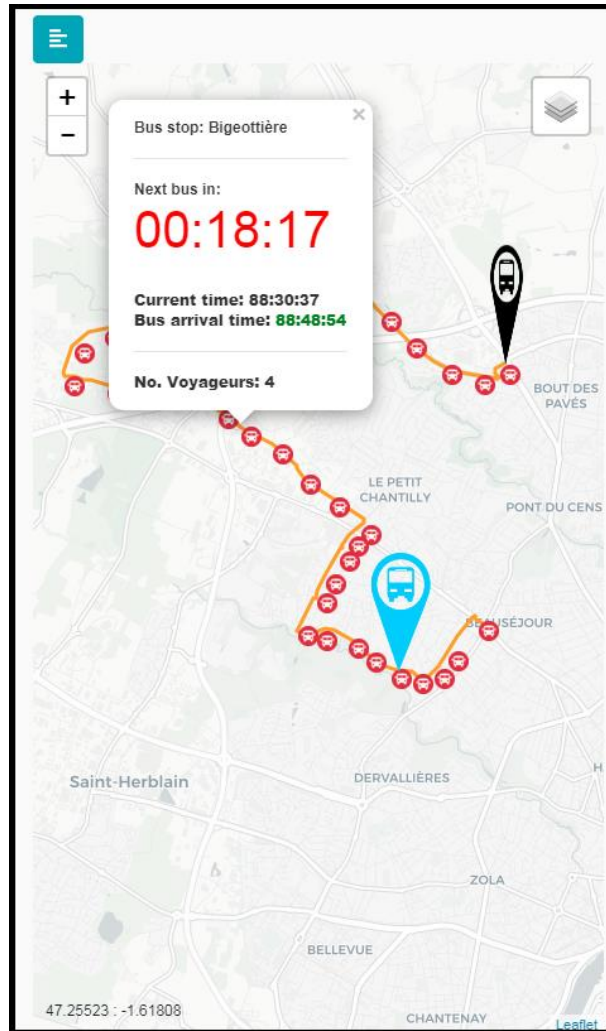 +
−
×
Bus stop: Bigeottière
Next bus in:
00:18:17
Current time: 88:30:37
Bus arrival time: 88:48:54
No. Voyageurs: 4
BOUT DES
PAVÉS
LE PETIT
CHANTILLY
PONT DU CENS
BEAUSÉJOUR
Saint-Herblain
DERVALLIÈRES
H
ZOLA
BELLEVUE
47.25523 : -1.61808
CHANTENAY
Leaflet